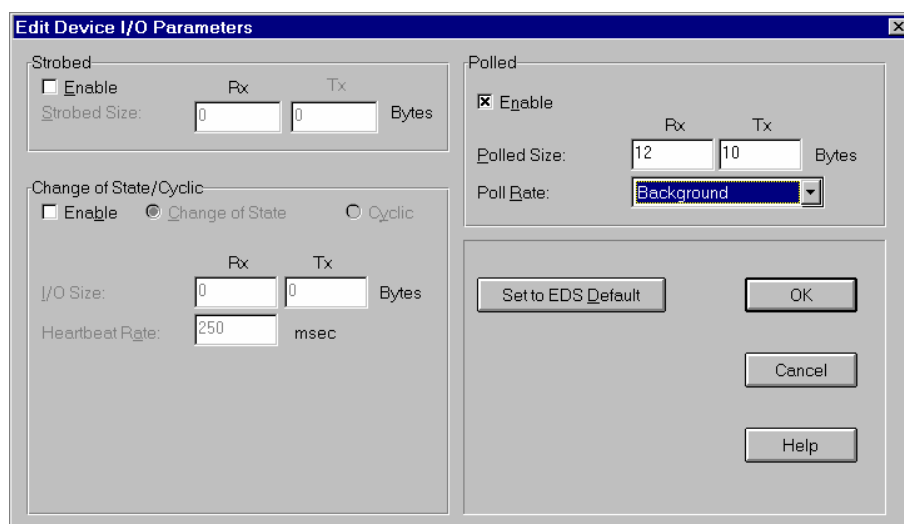 Edit Device I/O Parameters
Strobed
Enable
Rx
Tx
Strobed Size:
0
0
Bytes
Change of State/Cyclic
Enable
Change of State
Cyclic
Rx
Tx
I/O Size:
0
0
Bytes
Heartbeat Rate:
250
msec
Polled
Enable
Rx
Tx
Polled Size:
12
10
Bytes
Poll Rate:
Background
Set to EDS Default
OK
Cancel
Help